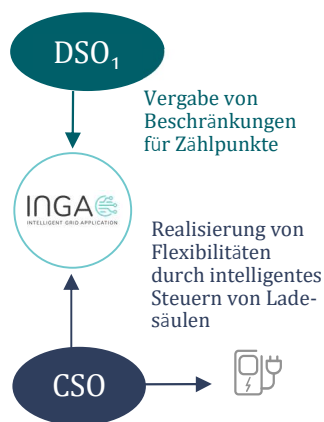 DSO₁
Vergabe von
Beschränkungen
für Zählpunkte
INGA
INTELLIGENT GRID APPLICATION
Realisierung von
Flexibilitäten
durch intelligentes
Steuern von Lade-
säulen
CSO